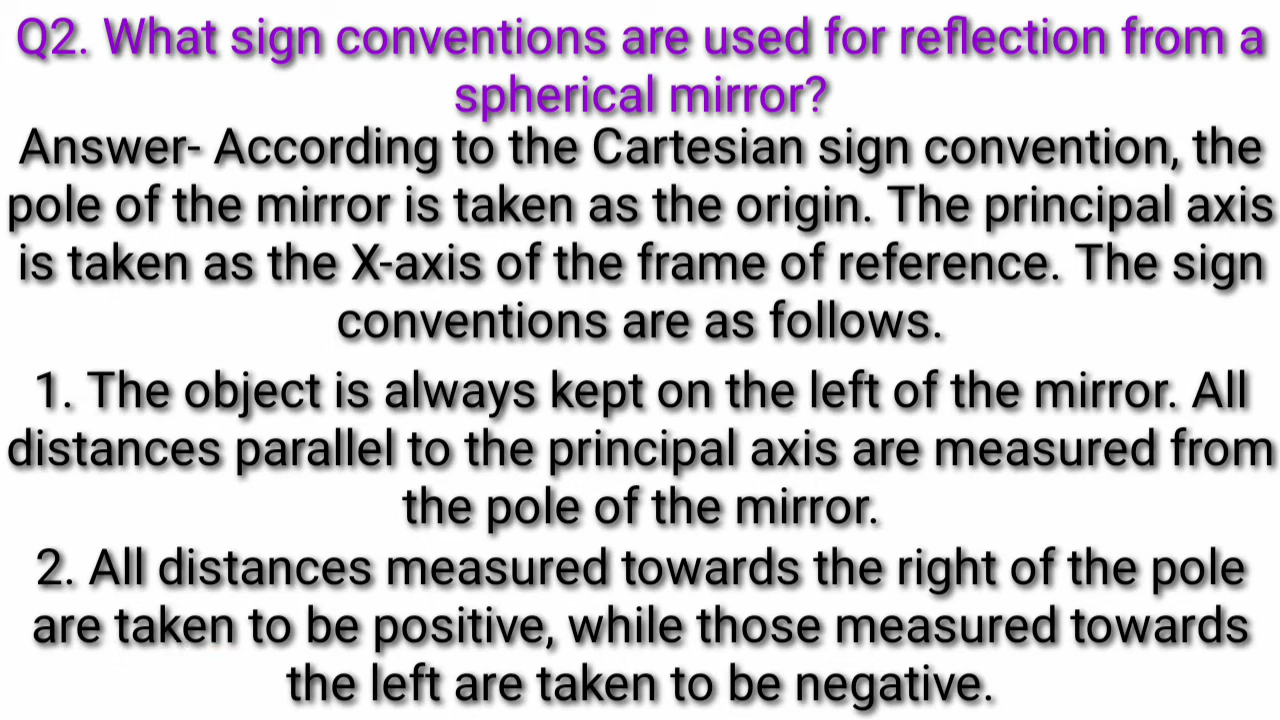 Q2. What sign conventions are used for reflection from a
spherical mirror?
Answer- According to the Cartesian sign convention, the
pole of the mirror is taken as the origin. The principal axis
is taken as the X-axis of the frame of reference. The sign
conventions are as follows.
1. The object is always kept on the left of the mirror. All
distances parallel to the principal axis are measured from
the pole of the mirror.
2. All distances measured towards the right of the pole
are taken to be positive, while those measured towards
the left are taken to be negative.